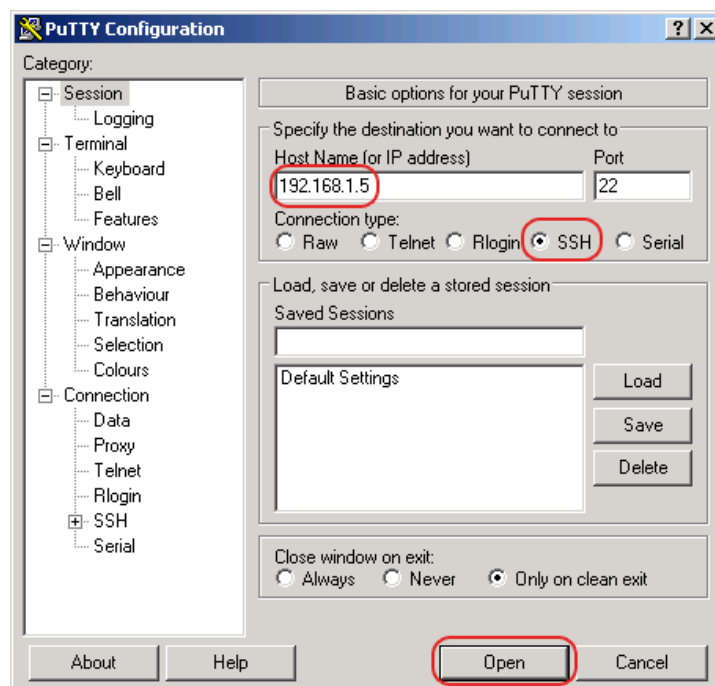 PuTTY Configuration
Category:
Session
Logging
Terminal
Keyboard
Bell
Features
Window
Appearance
Behaviour
Translation
Selection
Colours
Connection
Data
Proxy
Telnet
Rlogin
SSH
Serial
Basic options for your PuTTY session
Specify the destination you want to connect to
Host Name (or IP address) Port
192.168.1.5 22
Connection type:
Raw Telnet Rlogin SSH Serial
Load, save or delete a stored session
Saved Sessions
Default Settings
Load
Save
Delete
Close window on exit:
Always Never Only on clean exit
About Help Open Cancel